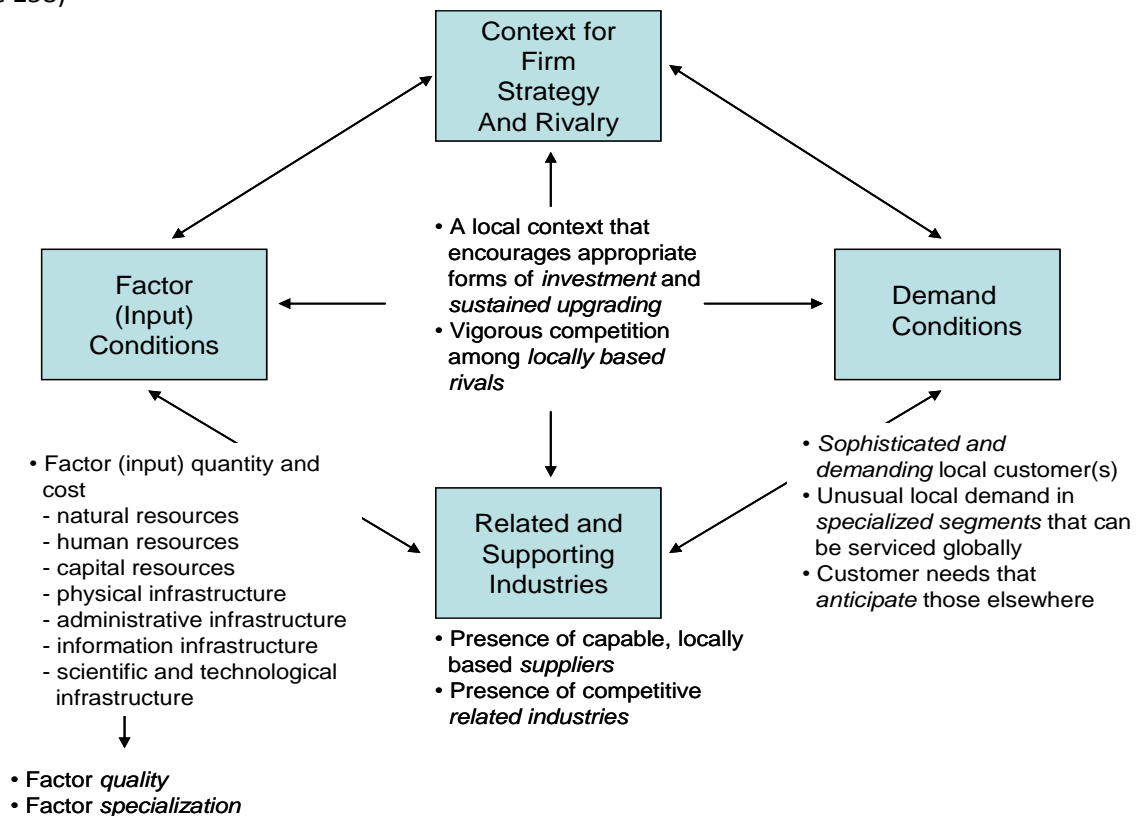 Context for
Firm
Strategy
And Rivalry
• A local context that
encourages appropriate
forms of investment and
sustained upgrading
• Vigorous competition
among locally based
rivals
Factor
(Input)
Conditions
Demand
Conditions
• Factor (input) quantity and
cost
- natural resources
- human resources
- capital resources
- physical infrastructure
- administrative infrastructure
- information infrastructure
- scientific and technological
infrastructure
• Factor quality
• Factor specialization
Related and
Supporting
Industries
• Presence of capable, locally
based suppliers
• Presence of competitive
related industries
• Sophisticated and
demanding local customer(s)
• Unusual local demand in
specialized segments that can
be serviced globally
• Customer needs that
anticipate those elsewhere